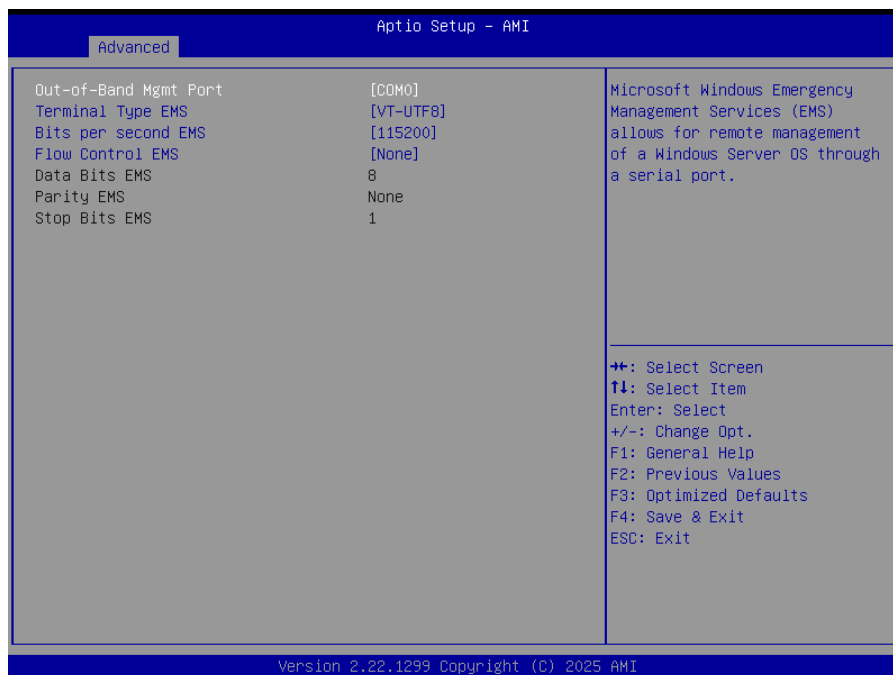 Aptio Setup - AMI
Advanced
Out-of-Band Mgmt Port [COM0]
Terminal Type EMS [VT-UTF8]
Bits per second EMS [115200]
Flow Control EMS [None]
Data Bits EMS 8
Parity EMS None
Stop Bits EMS 1
Microsoft Windows Emergency
Management Services (EMS)
allows for remote management
of a Windows Server OS through
a serial port.
→←: Select Screen
↑↓: Select Item
Enter: Select
+/-: Change Opt.
F1: General Help
F2: Previous Values
F3: Optimized Defaults
F4: Save & Exit
ESC: Exit
Version 2.22.1299 Copyright (C) 2025 AMI